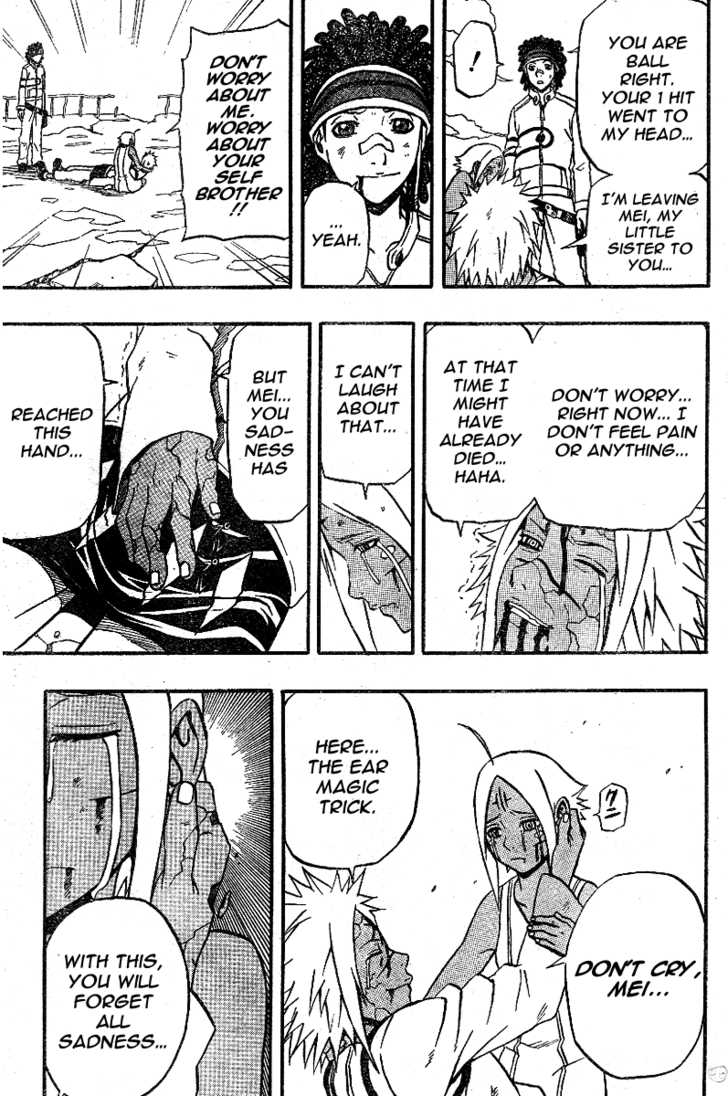 YOU ARE
BALL
RIGHT.
YOUR 1 HIT
WENT TO
MY HEAD...
!
I'M LEAVING
MEI, MY
LITTLE
SISTER TO
YOU...
...
YEAH.
DON'T
WORRY
ABOUT
ME.
WORRY
ABOUT
YOUR
SELF
BROTHER
!!
DON'T WORRY...
RIGHT NOW... I
DON'T FEEL PAIN
OR ANYTHING...
AT THAT
TIME I
MIGHT
HAVE
ALREADY
DIED...
HAHA.
I CAN'T
LAUGH
ABOUT
THAT...
BUT
MEI...
YOU
SAD-
NESS
HAS
REACHED
THIS
HAND...
HERE...
THE EAR
MAGIC
TRICK.
DON'T CRY,
MEI...
WITH THIS,
YOU WILL
FORGET
ALL
SADNESS...